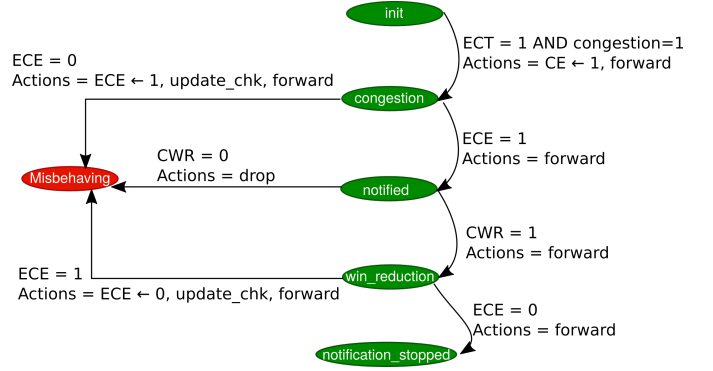 init
ECT = 1 AND congestion=1
Actions = CE ← 1, forward
ECE = 0
Actions = ECE ← 1, update_chk, forward
congestion
ECE = 1
Actions = forward
CWR = 0
Actions = drop
Misbehaving
notified
CWR = 1
Actions = forward
ECE = 1
Actions = ECE ← 0, update_chk, forward
win_reduction
ECE = 0
Actions = forward
notification_stopped